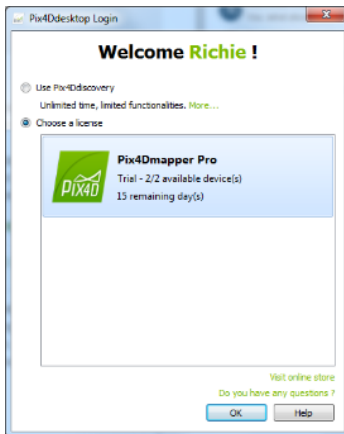 Pix4Ddesktop Login
Welcome Richie !
Use Pix4Ddiscovery
Unlimited time, limited functionalities. More...
Choose a license
PIX4D
Pix4Dmapper Pro
Trial - 2/2 available device(s)
15 remaining day(s)
Visit online store
Do you have any questions ?
OK
Help